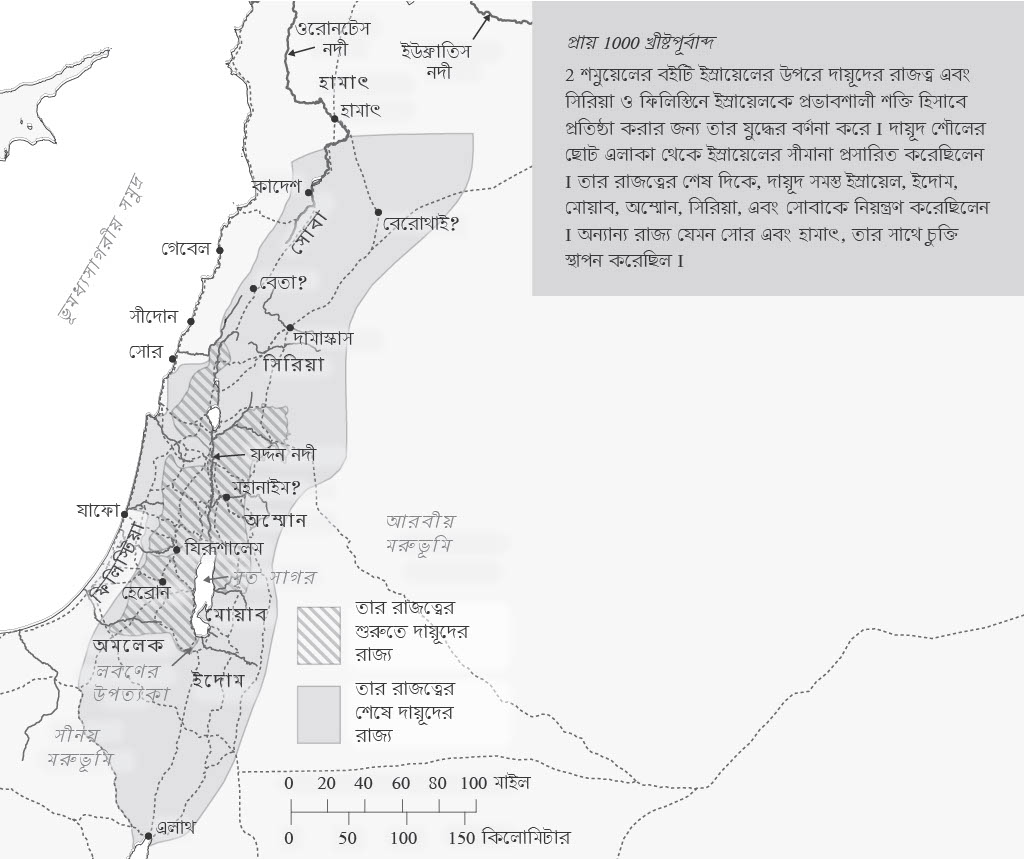 প্রায় 1000 খ্রীষ্টপূর্বাব্দ
2 শমুয়েলের বইটি ইস্রায়েলের উপরে দায়ূদের রাজত্ব এবং
সিরিয়া ও ফিলিস্তিনে ইস্রায়েলকে প্রভাবশালী শক্তি হিসাবে
প্রতিষ্ঠা করার জন্য তার যুদ্ধের বর্ণনা করে I দায়ূদ শৌলের
ছোট এলাকা থেকে ইস্রায়েলের সীমানা প্রসারিত করেছিলেন
I তার রাজত্বের শেষ দিকে, দায়ূদ সমস্ত ইস্রায়েল, ইদোম,
মোয়াব, অম্মোন, সিরিয়া, এবং সোবাকে নিয়ন্ত্রণ করেছিলেন
I অন্যান্য রাজ্য যেমন সোর এবং হামাৎ, তার সাথে চুক্তি
স্থাপন করেছিল I
ওরোনটেস
নদী
ইউফ্রাতিস
নদী
হামাৎ
হামাৎ
ভূমধ্যসাগরীয় সমুদ্র
কাদেশ
সোবা
বেরোথাই?
গেবেল
বেতা?
সীদোন
দামাস্কাস
সোর
সিরিয়া
যর্দ্দন নদী
মহানাইম?
যাফো
অম্মোন
আরবীয়
মরুভূমি
ফিলিস্তিয়া
যিরূশালেম
মৃত সাগর
হেরোন
মোয়াব
অমলেক
লবণের
উপত্যকা
ইদোম
সীনয়
মরুভূমি
এলাথ
তার রাজত্বের
শুরুতে দায়ূদের
রাজ্য
তার রাজত্বের
শেষে দায়ূদের
রাজ্য
0 20 40 60 80 100 মাইল
0 50 100 150 কিলোমিটার